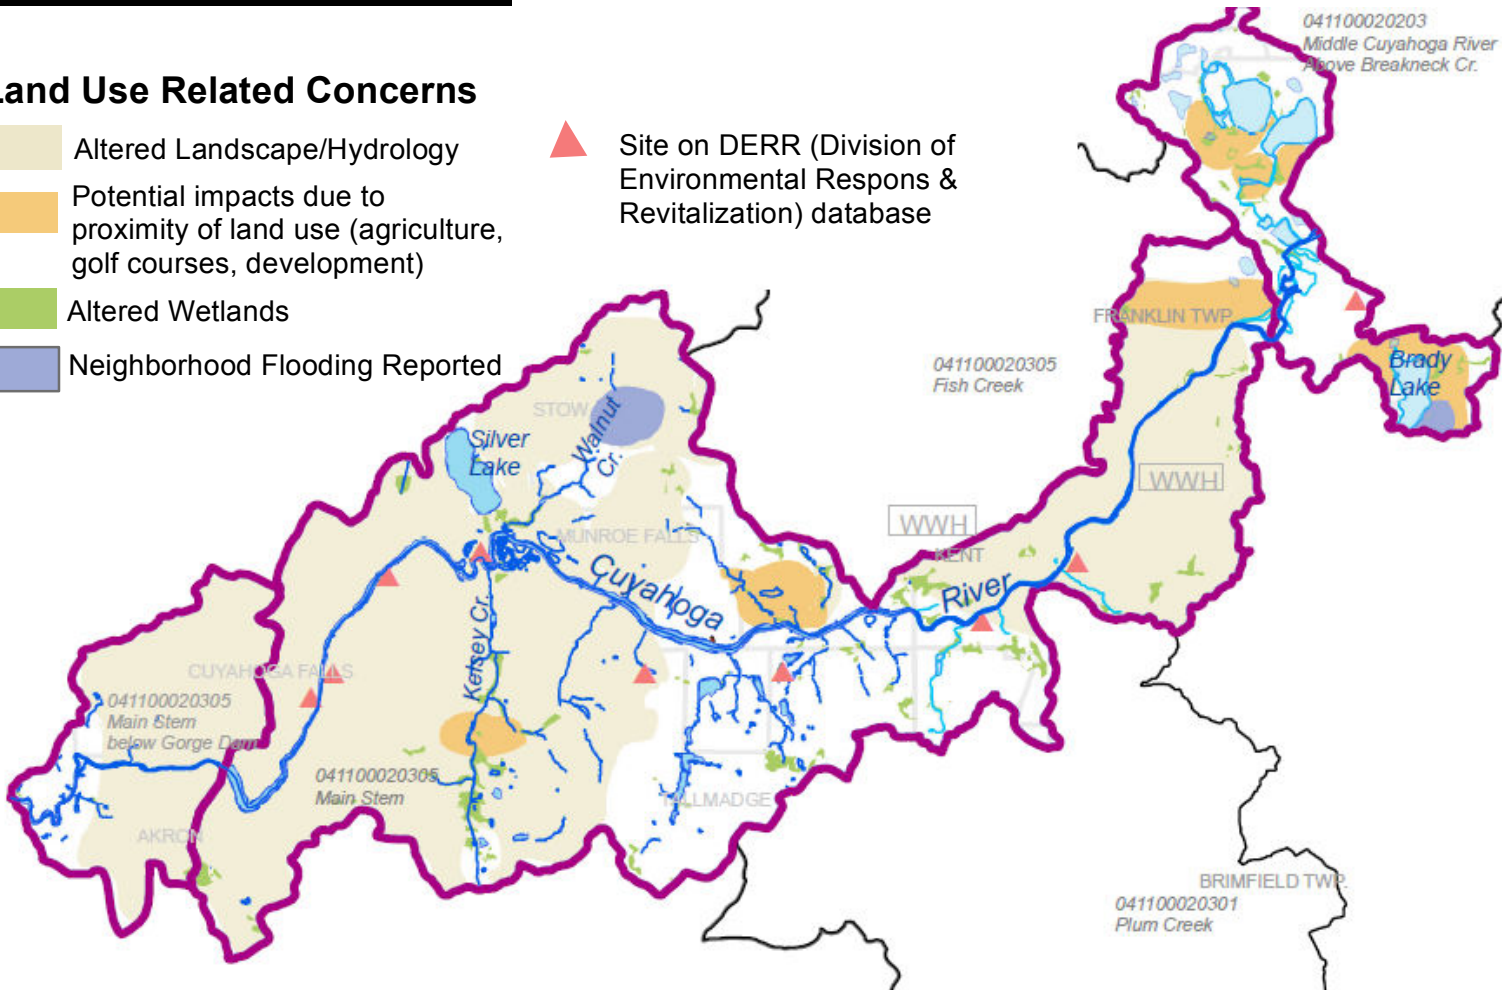 Land Use Related Concerns
Altered Landscape/Hydrology
Potential impacts due to
proximity of land use (agriculture,
golf courses, development)
Altered Wetlands
Neighborhood Flooding Reported
Site on DERR (Division of
Environmental Respons &
Revitalization) database
041100020203
Middle Cuyahoga River
Above Breakneck Cr.
FRANKLIN TWP.
041100020305
Fish Creek
Brady
Lake
STOW
Walnut
Cr.
Silver
Lake
WWH
WWH
MUNROE FALLS
KENT
Cuyahoga
River
Kelsey Cr.
CUYAHOGA FALLS
041100020305
Main Stem
below Gorge Dam
041100020305
Main Stem
TALLMADGE
AKRON
BRIMFIELD TWP.
041100020301
Plum Creek